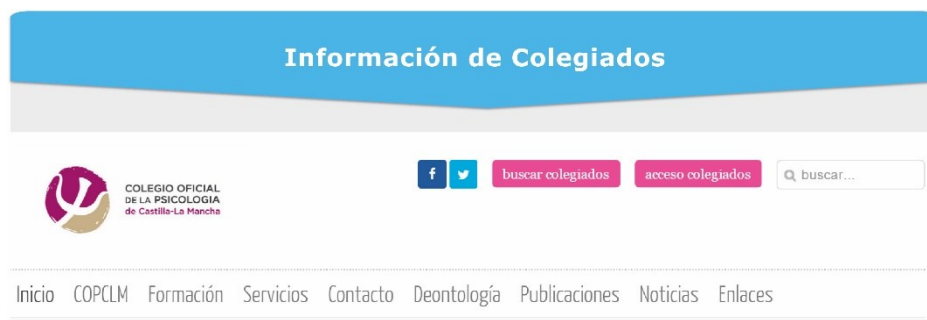 Información de Colegiados
f
buscar colegiados
acceso colegiados
buscar...
COLEGIO OFICIAL
DE LA PSICOLOGIA
de Castilla-La Mancha
Inicio COPCLM Formación Servicios Contacto Deontología Publicaciones Noticias Enlaces